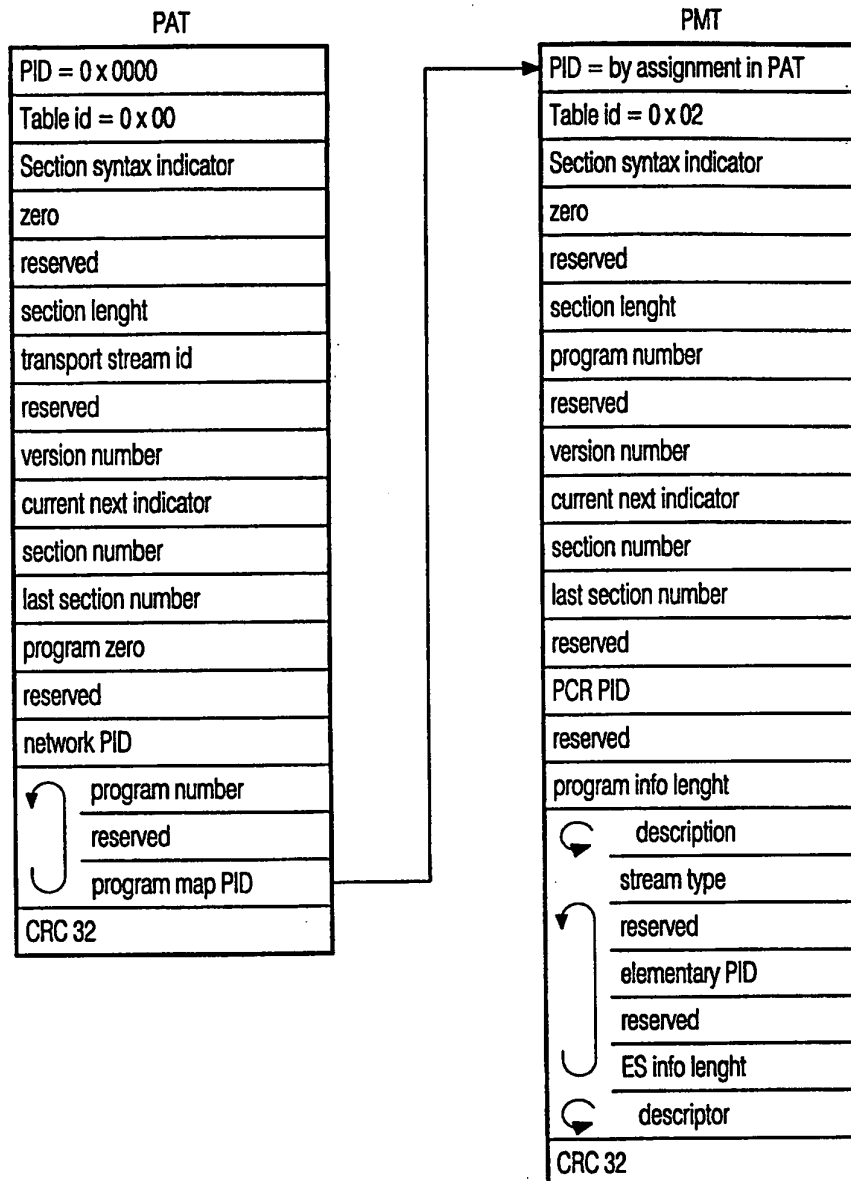 PAT
PID = 0 x 0000
Table id = 0 x 00
Section syntax indicator
zero
reserved
section lenght
transport stream id
reserved
version number
current next indicator
section number
last section number
program zero
reserved
network PID
program number
reserved
program map PID
CRC 32
PMT
PID = by assignment in PAT
Table id = 0 x 02
Section syntax indicator
zero
reserved
section lenght
program number
reserved
version number
current next indicator
section number
last section number
reserved
PCR PID
reserved
program info lenght
description
stream type
reserved
elementary PID
reserved
ES info lenght
descriptor
CRC 32